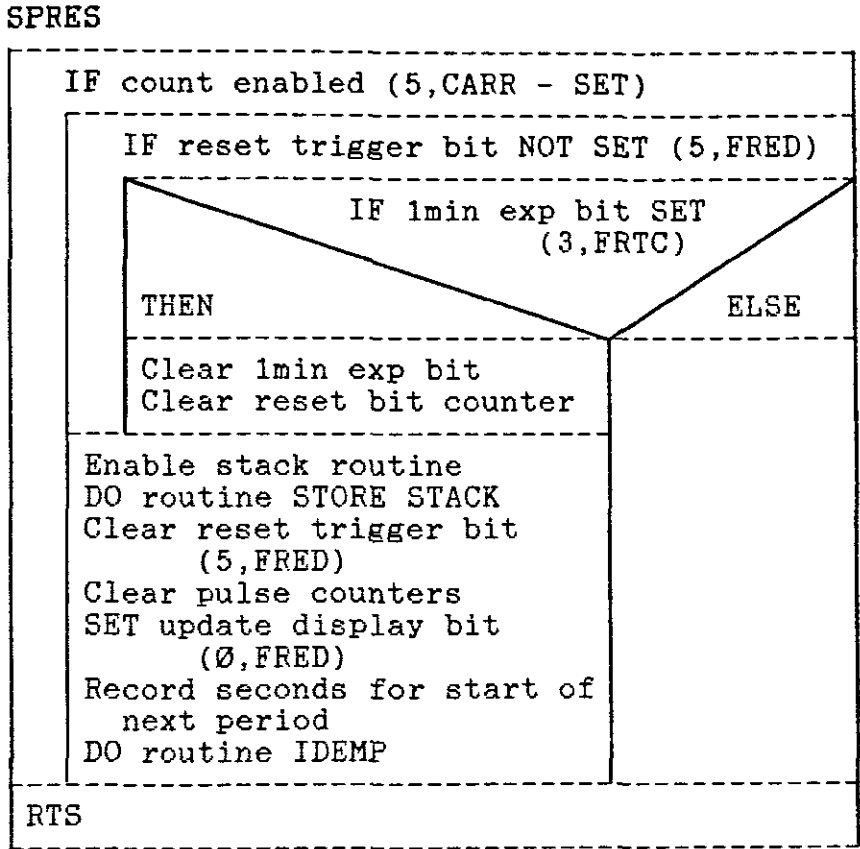 SPRES
IF count enabled (5,CARR - SET)
IF reset trigger bit NOT SET (5,FRED)
IF 1min exp bit SET
(3,FRTC)
THEN ELSE
Clear 1min exp bit
Clear reset bit counter
Enable stack routine
DO routine STORE STACK
Clear reset trigger bit
(5,FRED)
Clear pulse counters
SET update display bit
(Ø,FRED)
Record seconds for start of
next period
DO routine IDEMP
RTS